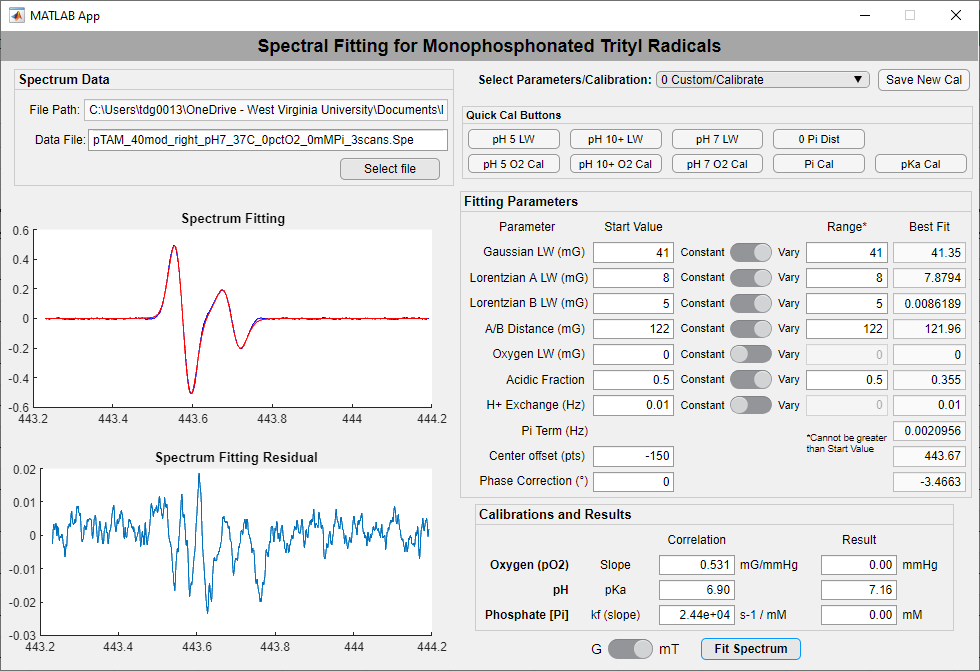 MATLAB App
Spectral Fitting for Monophosphonated Trityl Radicals
Spectrum Data
File Path: C:\Users\tdg0013\OneDrive - West Virginia University\Documents\
Data File: pTAM_40mod_right_pH7_37C_0pctO2_0mMPi_3scans.Spe
Select file
Select Parameters/Calibration: 0 Custom/Calibrate Save New Cal
Quick Cal Buttons
pH 5 LW pH 10+ LW pH 7 LW 0 Pi Dist
pH 5 O2 Cal pH 10+ O2 Cal pH 7 O2 Cal Pi Cal pKa Cal
Spectrum Fitting
0.6
0.4
0.2
0
-0.2
-0.4
-0.6
443.2 443.4 443.6 443.8 444 444.2
Spectrum Fitting Residual
0.02
0.01
0
-0.01
-0.02
-0.03
443.2 443.4 443.6 443.8 444 444.2
Fitting Parameters
Parameter Start Value Range* Best Fit
Gaussian LW (mG) 41 Constant Vary 41 41.35
Lorentzian A LW (mG) 8 Constant Vary 8 7.8794
Lorentzian B LW (mG) 5 Constant Vary 5 0.0086189
A/B Distance (mG) 122 Constant Vary 122 121.96
Oxygen LW (mG) 0 Constant Vary 0 0
Acidic Fraction 0.5 Constant Vary 0.5 0.355
H+ Exchange (Hz) 0.01 Constant Vary 0 0.01
Pi Term (Hz) 0.0020956
*Cannot be greater
than Start Value
Center offset (pts) -150 443.67
Phase Correction (°) 0 -3.4663
Calibrations and Results
Correlation Result
Oxygen (pO2) Slope 0.531 mG/mmHg 0.00 mmHg
pH pKa 6.90 7.16
Phosphate [Pi] kf (slope) 2.44e+04 s-1 / mM 0.00 mM
G mT Fit Spectrum